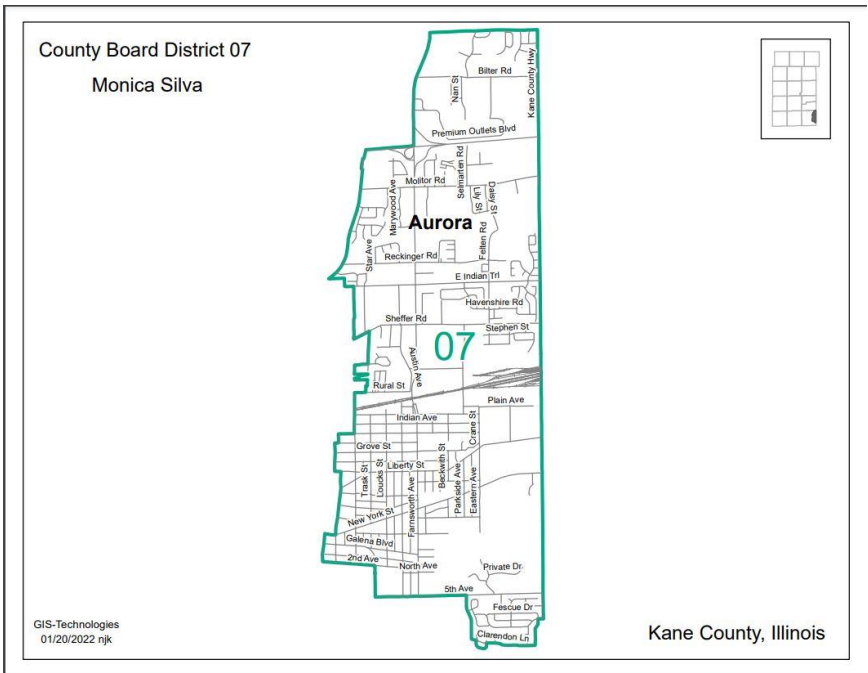 County Board District 07
Monica Silva
Bilter Rd
Nan St
Kane County Hwy
Premium Outlets Blvd
Selmarten Rd
Molitor Rd
Marywood Ave
Lily St
Daisy St
Aurora
Felten Rd
Star Ave
Reckinger Rd
E Indian Trl
Havenshire Rd
Sheffer Rd
Stephen St
07
Austin Ave
Rural St
Plain Ave
Indian Ave
Crane St
Grove St
Beckwith St
Liberty St
Trask St
Loucks St
Farnsworth Ave
Parkside Ave
Eastern Ave
New York St
Galena Blvd
2nd Ave
North Ave
Private Dr
5th Ave
Fescue Dr
Clarendon Ln
GIS-Technologies
01/20/2022 njk
Kane County, Illinois